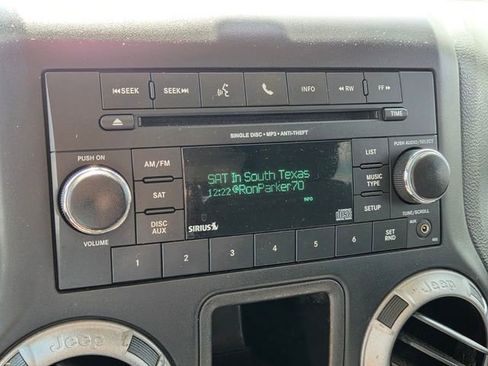 ⏮SEEK SEEK⏭ INFO ◀◀ RW FF ▶▶
TIME
SINGLE DISC • MP3 • ANTI-THEFT
PUSH ON
VOLUME
AM/FM
SAT
DISC AUX
SAT In South Texas
12:22 @RonParker70
INFO
SIRIUS
LIST
MUSIC TYPE
SETUP
PUSH AUDIO/SELECT
TUNE/SCROLL
AUX
1 2 3 4 5 6 SET RND
Jeep
Jeep